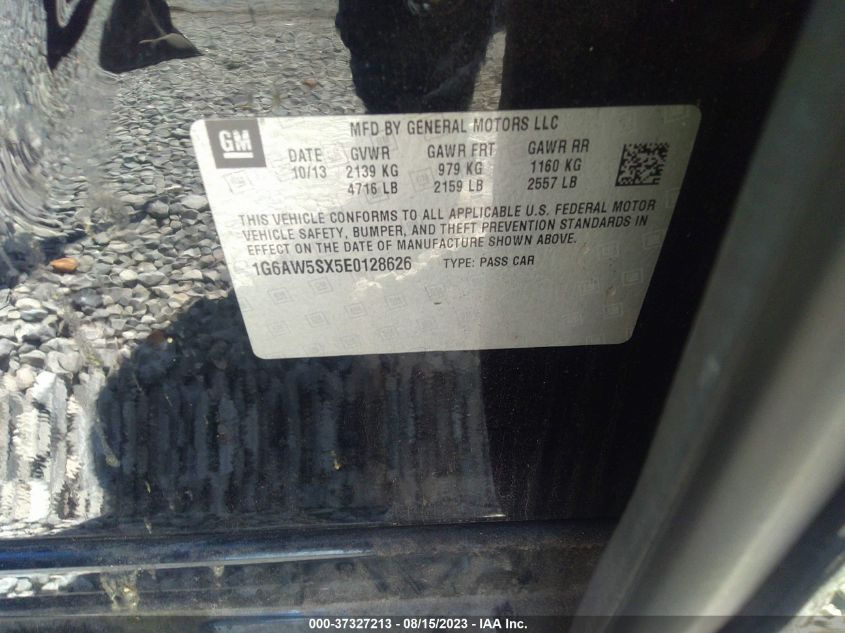 GM
MFD BY GENERAL MOTORS LLC
DATE GVWR GAWR FRT GAWR RR
10/13 2139 KG 979 KG 1160 KG
4716 LB 2159 LB 2557 LB
THIS VEHICLE CONFORMS TO ALL APPLICABLE U.S. FEDERAL MOTOR
VEHICLE SAFETY, BUMPER, AND THEFT PREVENTION STANDARDS IN
EFFECT ON THE DATE OF MANUFACTURE SHOWN ABOVE.
1G6AW5SX5E0128626 TYPE: PASS CAR
000-37327213 - 08/15/2023 - IAA Inc.